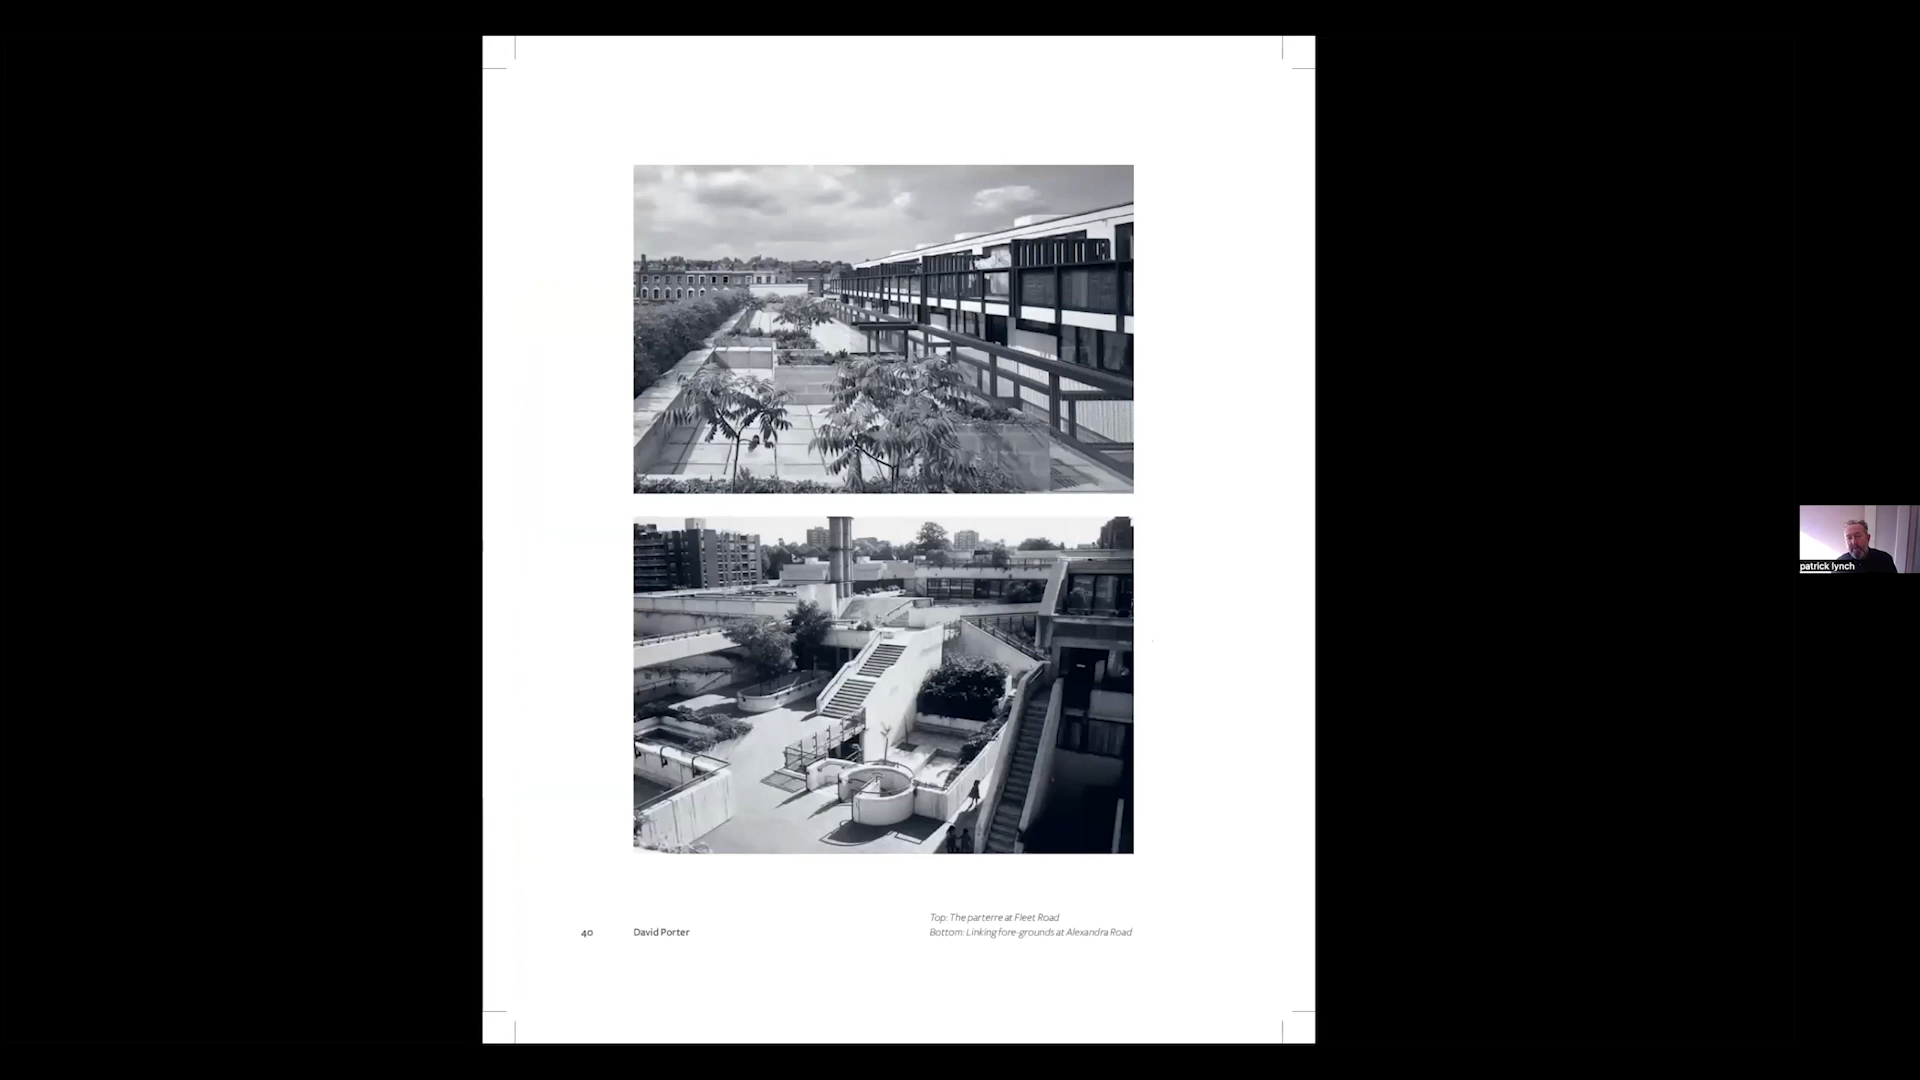 patrick lynch
40
David Porter
Top: The parterre at Fleet Road
Bottom: Linking fore-grounds at Alexandra Road